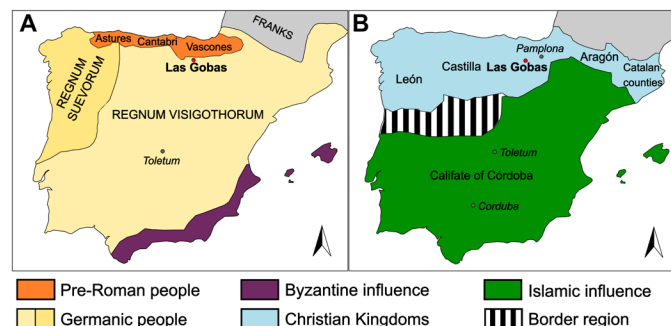 A
FRANKS
Astures
Cantabri
Vascones
Las Gobas
REGNUM
SUEVORUM
REGNUM VISIGOTHORUM
Toletum
B
Pamplona
Aragón
León
Castilla
Las Gobas
Catalan
counties
Toletum
Califate of Córdoba
Corduba
Pre-Roman people
Byzantine influence
Islamic influence
Germanic people
Christian Kingdoms
Border region